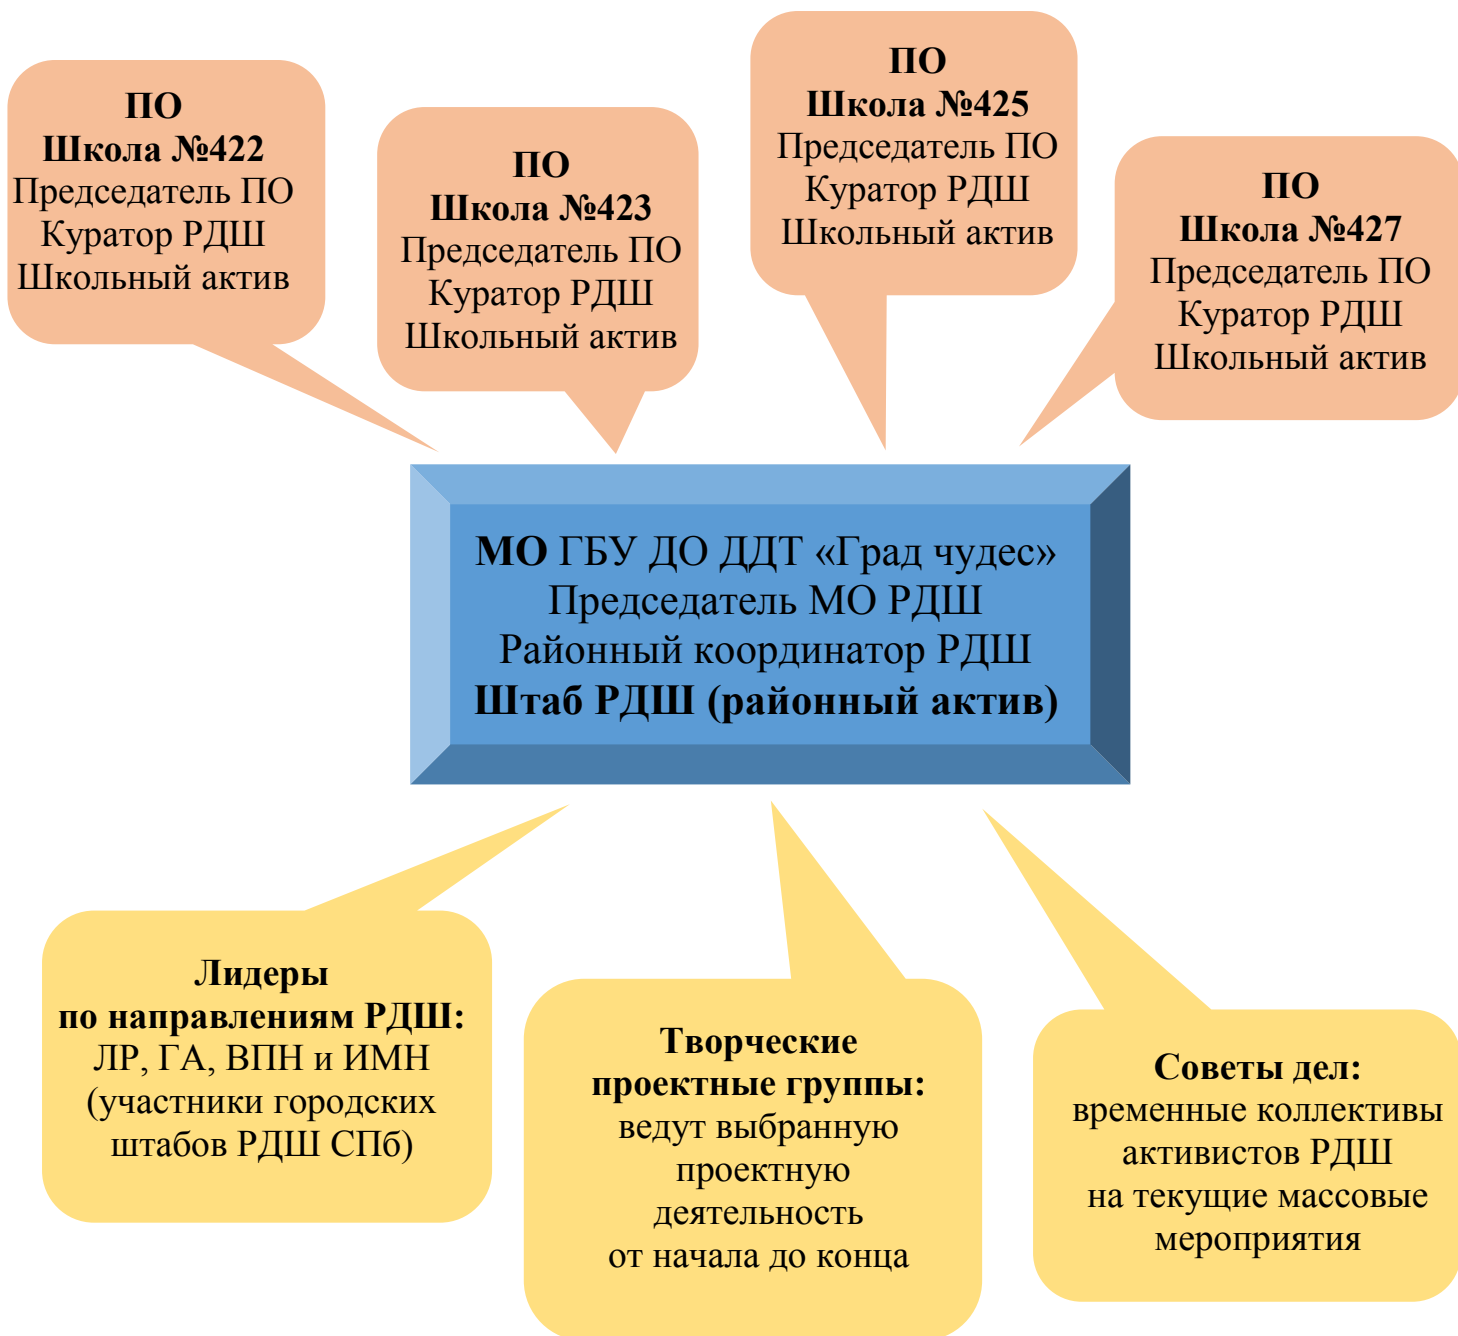 ПО
Школа №422
Председатель ПО
Куратор РДШ
Школьный актив
ПО
Школа №423
Председатель ПО
Куратор РДШ
Школьный актив
ПО
Школа №425
Председатель ПО
Куратор РДШ
Школьный актив
ПО
Школа №427
Председатель ПО
Куратор РДШ
Школьный актив
МО ГБУ ДО ДДТ «Град чудес»
Председатель МО РДШ
Районный координатор РДШ
Штаб РДШ (районный актив)
Лидеры
по направлениям РДШ:
ЛР, ГА, ВПН и ИМН
(участники городских
штабов РДШ СПб)
Творческие
проектные группы:
ведут выбранную
проектную
деятельность
от начала до конца
Советы дел:
временные коллективы
активистов РДШ
на текущие массовые
мероприятия